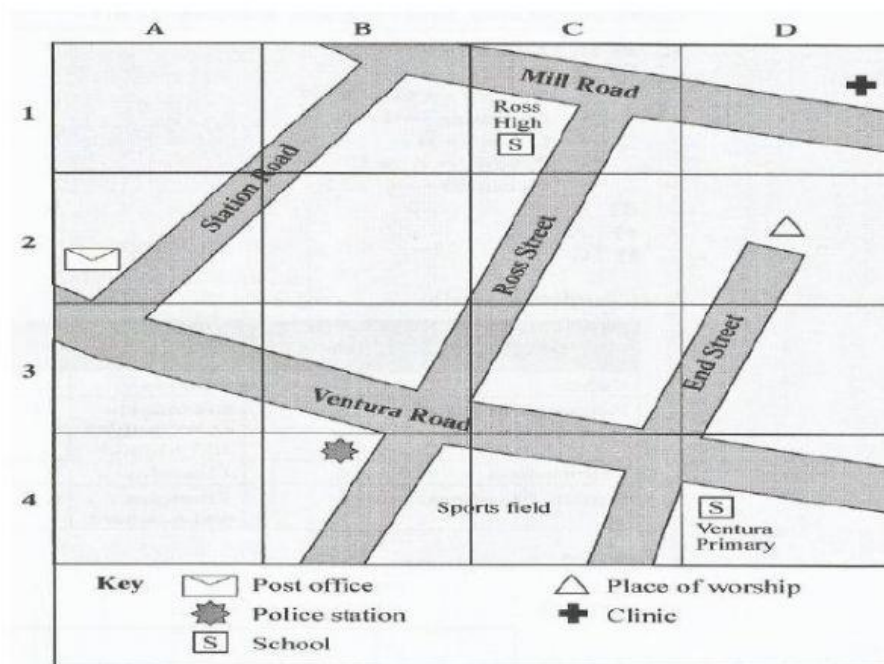 A B C D
1
2
3
4
Mill Road
Ross
High
S
Station Road
Ross Street
End Street
Ventura Road
Sports field
S
Ventura
Primary
Key
Post office
Place of worship
Police station
Clinic
S School